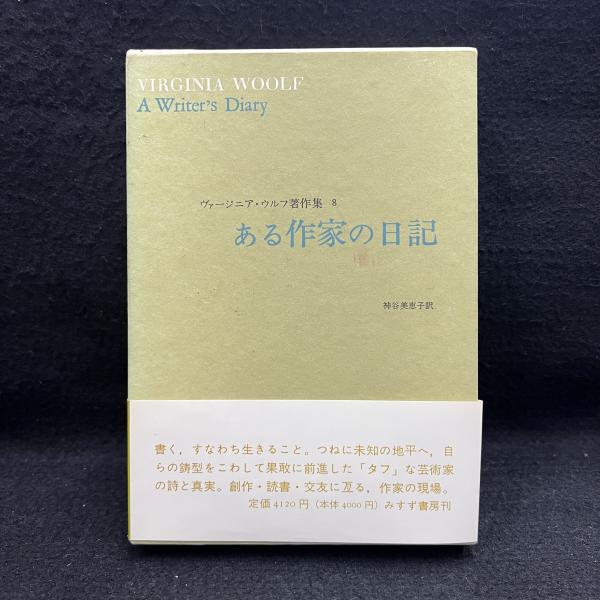 VIRGINIA WOOLF
A Writer's Diary
ヴァージニア・ウルフ著作集 8
ある作家の日記
神谷美恵子訳
書く，すなわち生きること。つねに未知の地平へ，自
らの鋳型をこわして果敢に前進した「タフ」な芸術家
の詩と真実。創作・読書・交友に亙る，作家の現場。
定価 4120 円（本体 4000 円）みすず書房刊